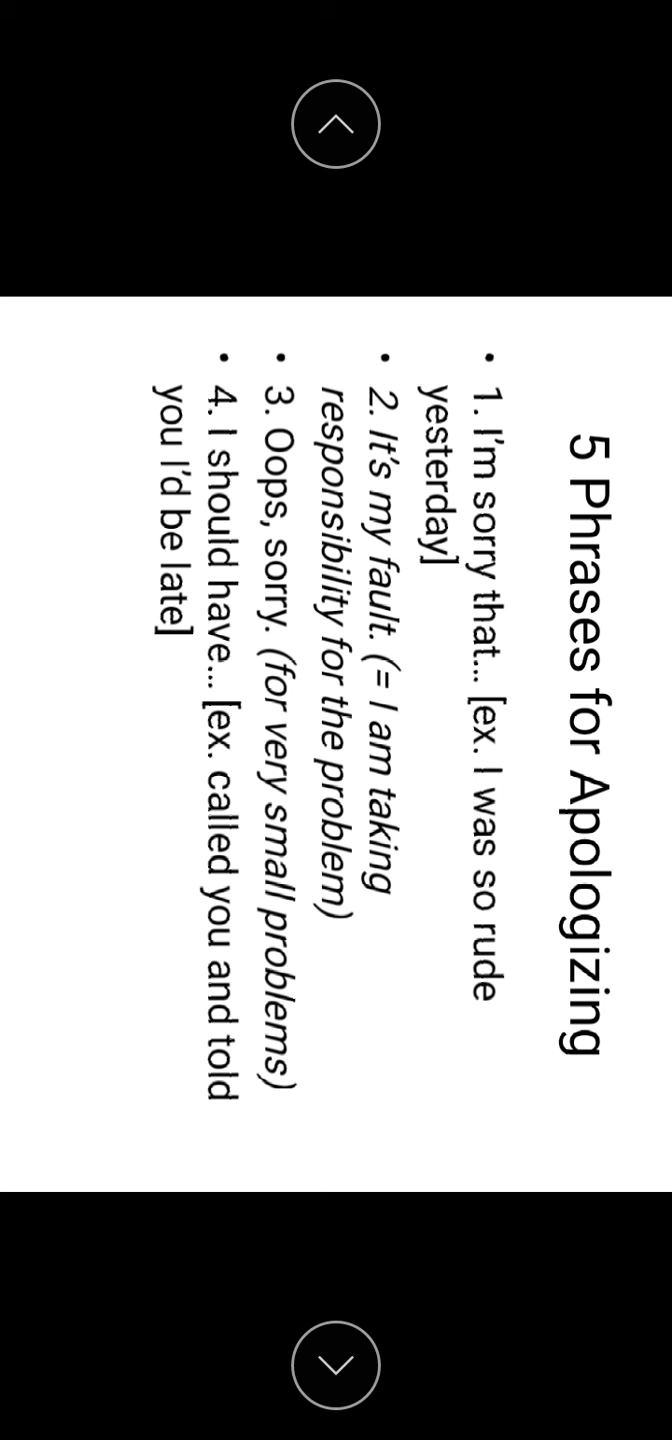 5 Phrases for Apologizing
• 1. I'm sorry that... [ex. I was so rude
yesterday]
• 2. It's my fault. (= I am taking
responsibility for the problem)
• 3. Oops, sorry. (for very small problems)
• 4. I should have... [ex. called you and told
you I'd be late]